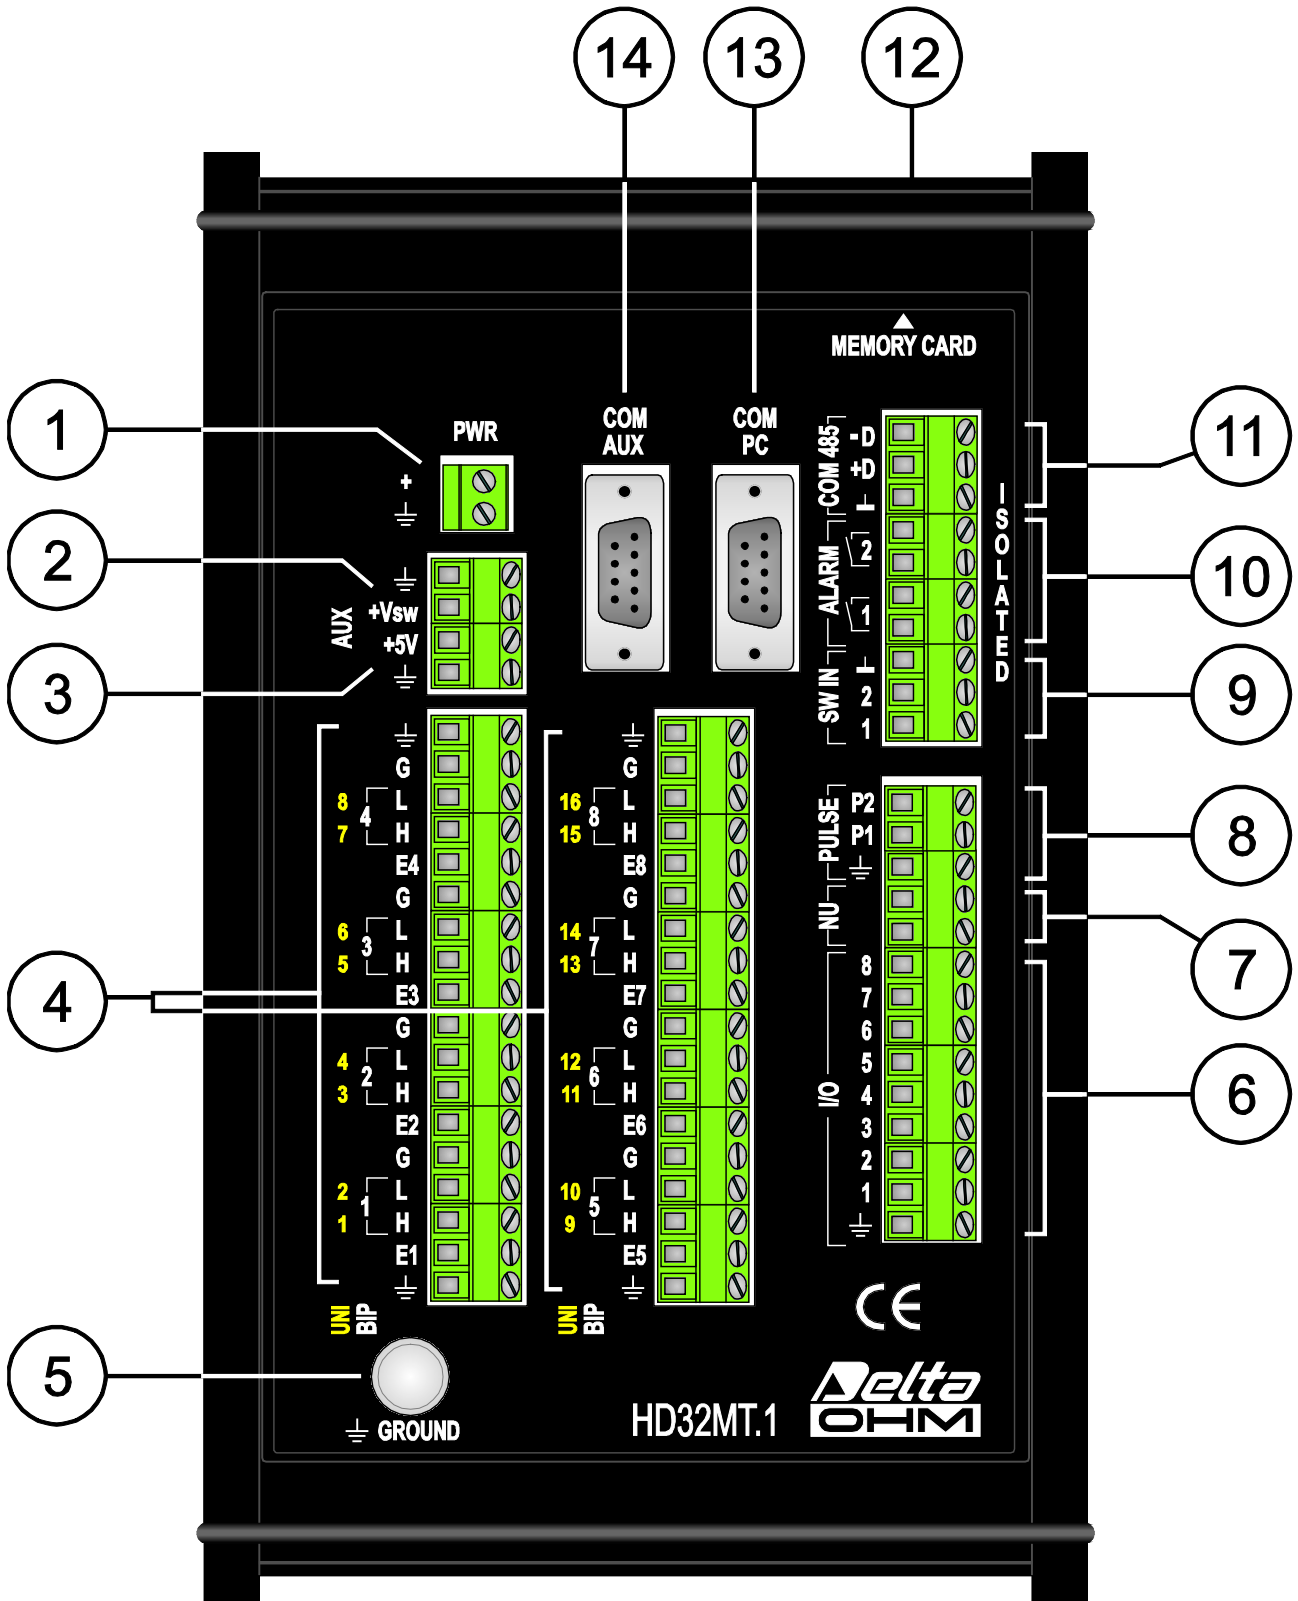 14 13 12
MEMORY CARD
1
PWR
+
COM
AUX
COM
PC
2
3
AUX
+Vsw
+5V
COM 485
-D
+D
ALARM
2
1
SW IN
2
1
ISOLATED
11
10
9
G
8 L
4
7 H
E4
G
6 L
3
5 H
E3
G
4 L
2
3 H
E2
G
2 L
1
1 H
E1
UNI
BIP
4
G
16 L
8
15 H
E8
G
14 L
7
13 H
E7
G
12 L
6
11 H
E6
G
10 L
5
9 H
E5
UNI
BIP
PULSE
P2
P1
NU
I/O
8
7
6
5
4
3
2
1
8
7
6
5
GROUND
CE
HD32MT.1
Delta
OHM